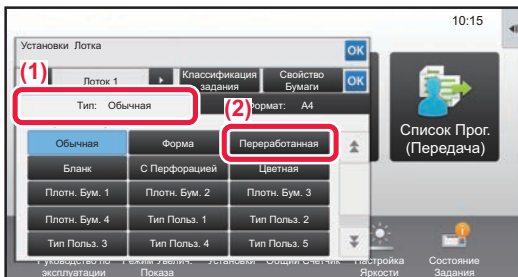 10:15
Установки Лотка
OK
(1)
Лоток 1
Классификация задания
Свойство Бумаги
OK
Тип: Обычная
(2)
Формат: A4
Обычная
Форма
Переработанная
Бланк
С Перфорацией
Цветная
Плотн. Бум. 1
Плотн. Бум. 2
Плотн. Бум. 3
Плотн. Бум. 4
Тип Польз. 1
Тип Польз. 2
Тип Польз. 3
Тип Польз. 4
Тип Польз. 5
Список Прог.
(Передача)
Руководство по эксплуатации
Режим Увелич. Показа
Установки
Общий Счетчик
Настройка Яркости
Состояние Задания